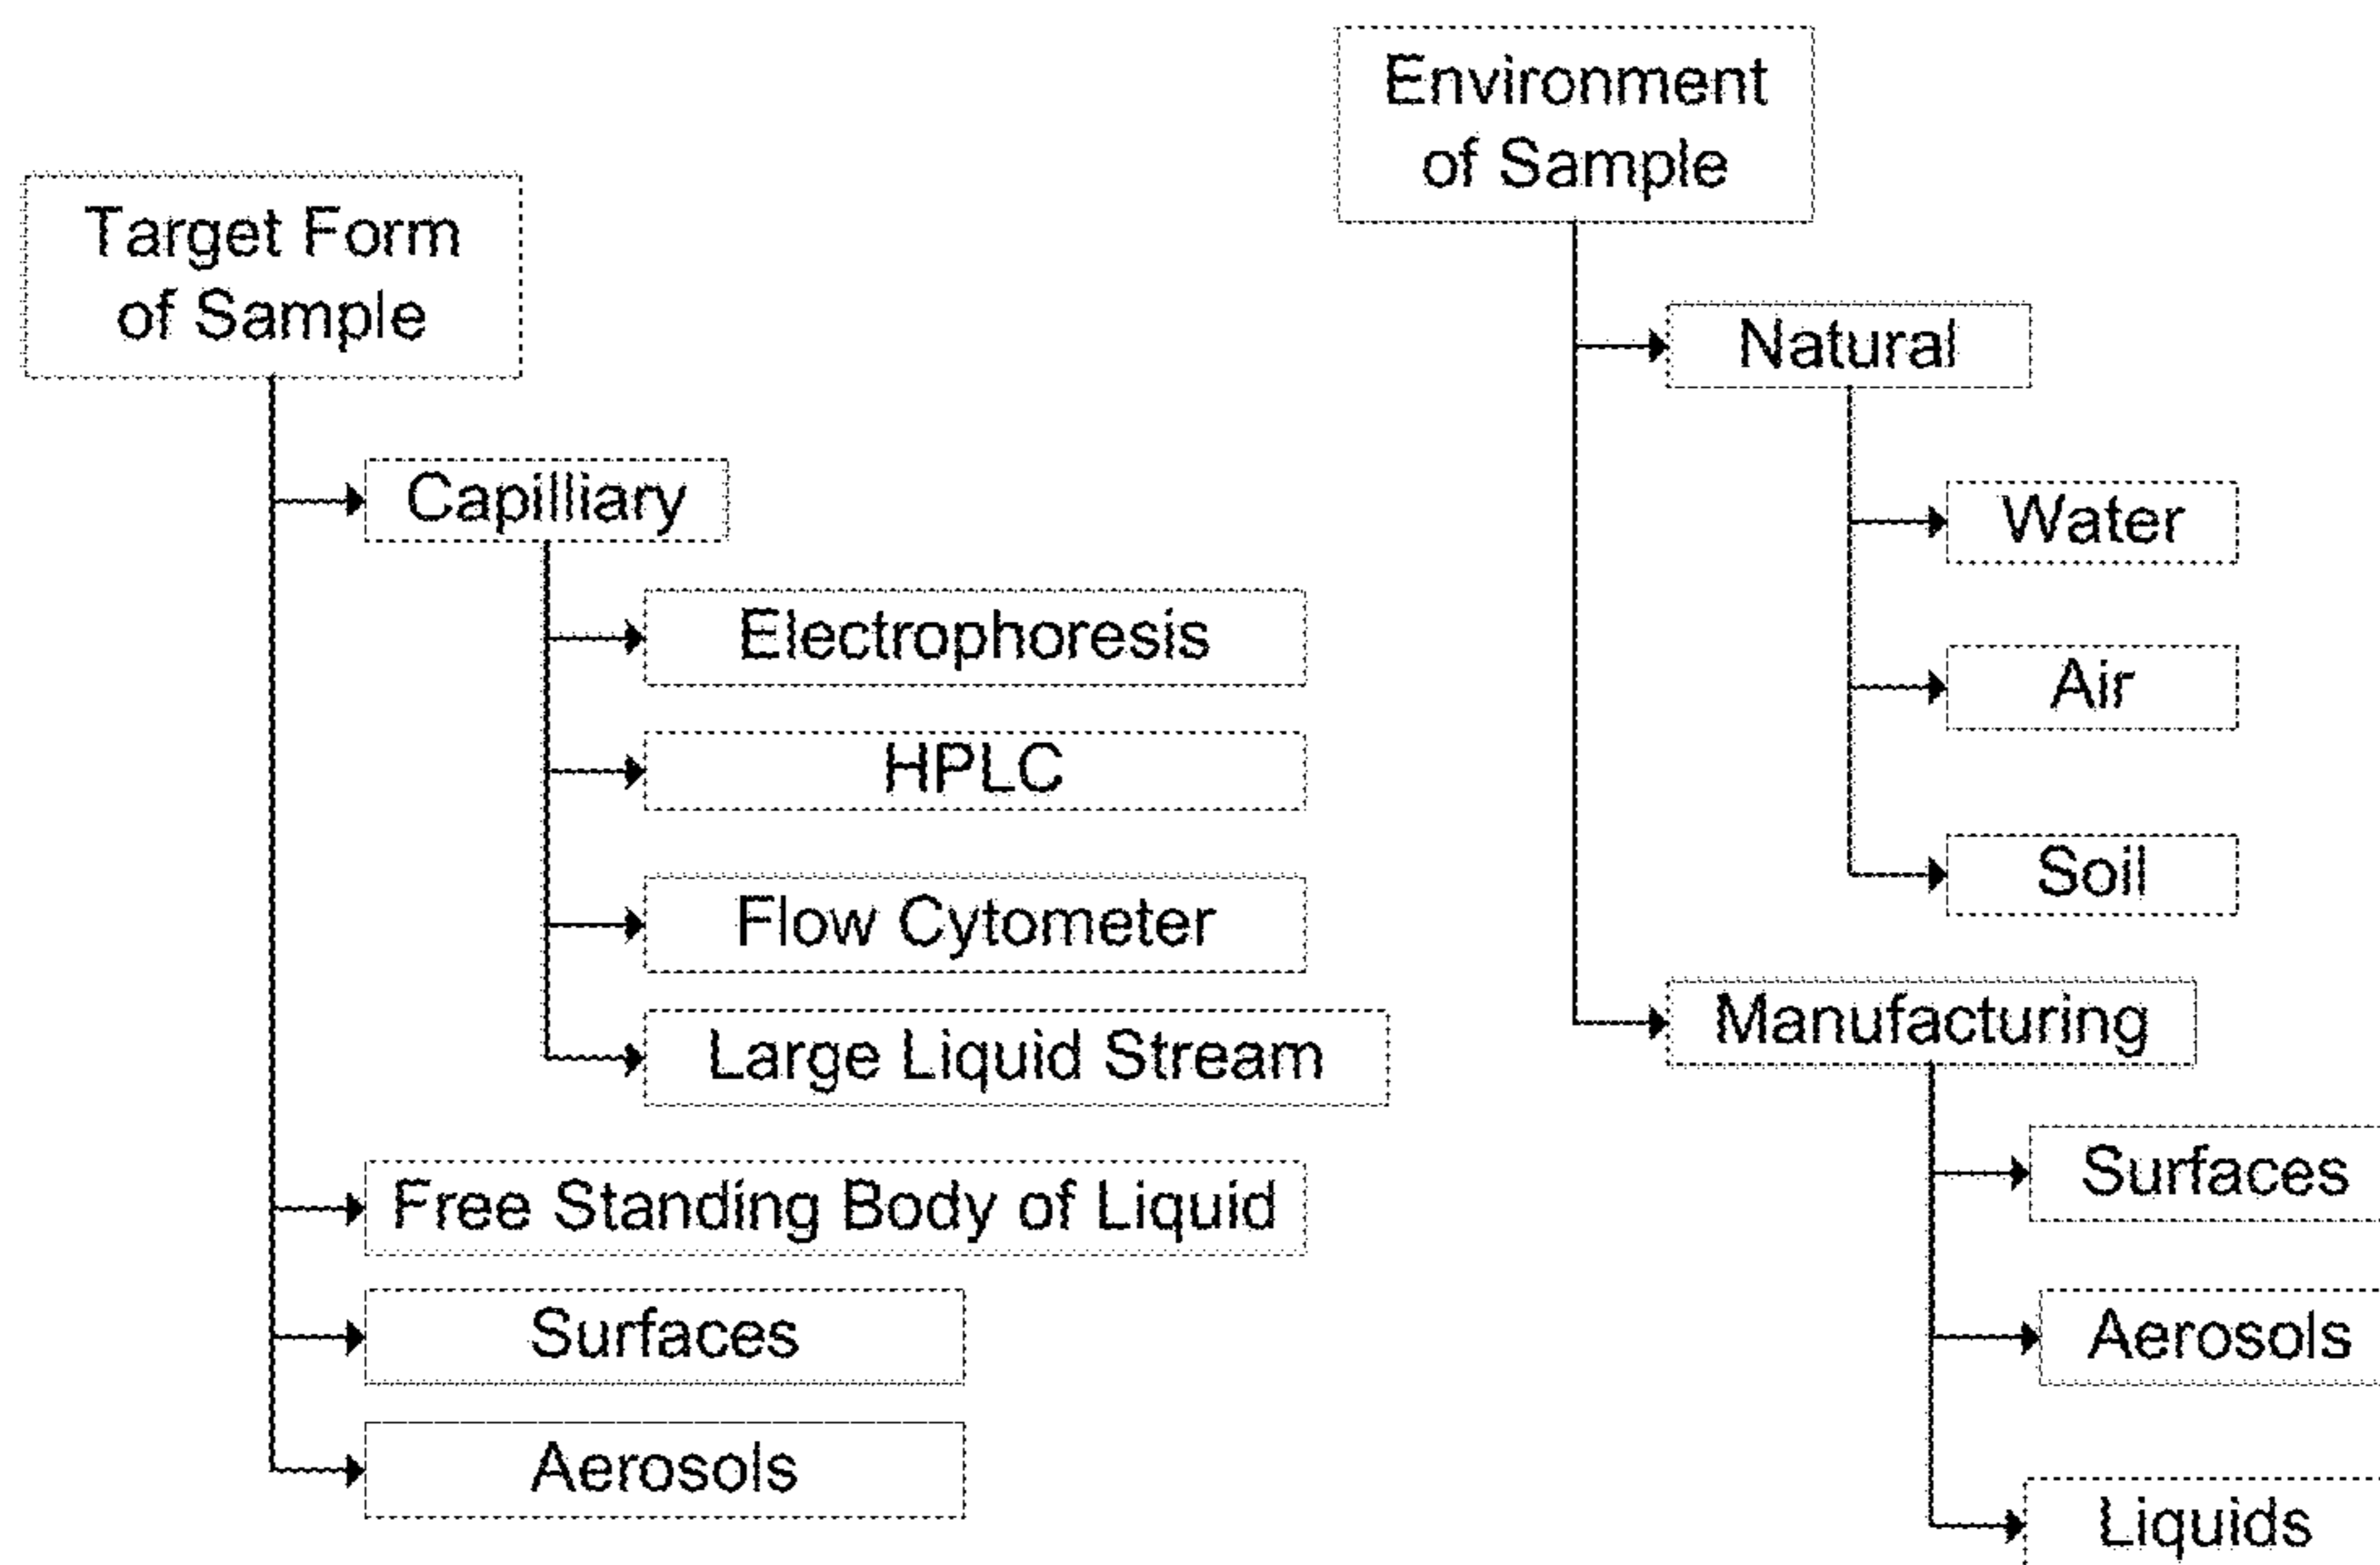 Target Form
of Sample
Capilliary
Electrophoresis
HPLC
Flow Cytometer
Large Liquid Stream
Free Standing Body of Liquid
Surfaces
Aerosols
Environment
of Sample
Natural
Water
Air
Soil
Manufacturing
Surfaces
Aerosols
Liquids